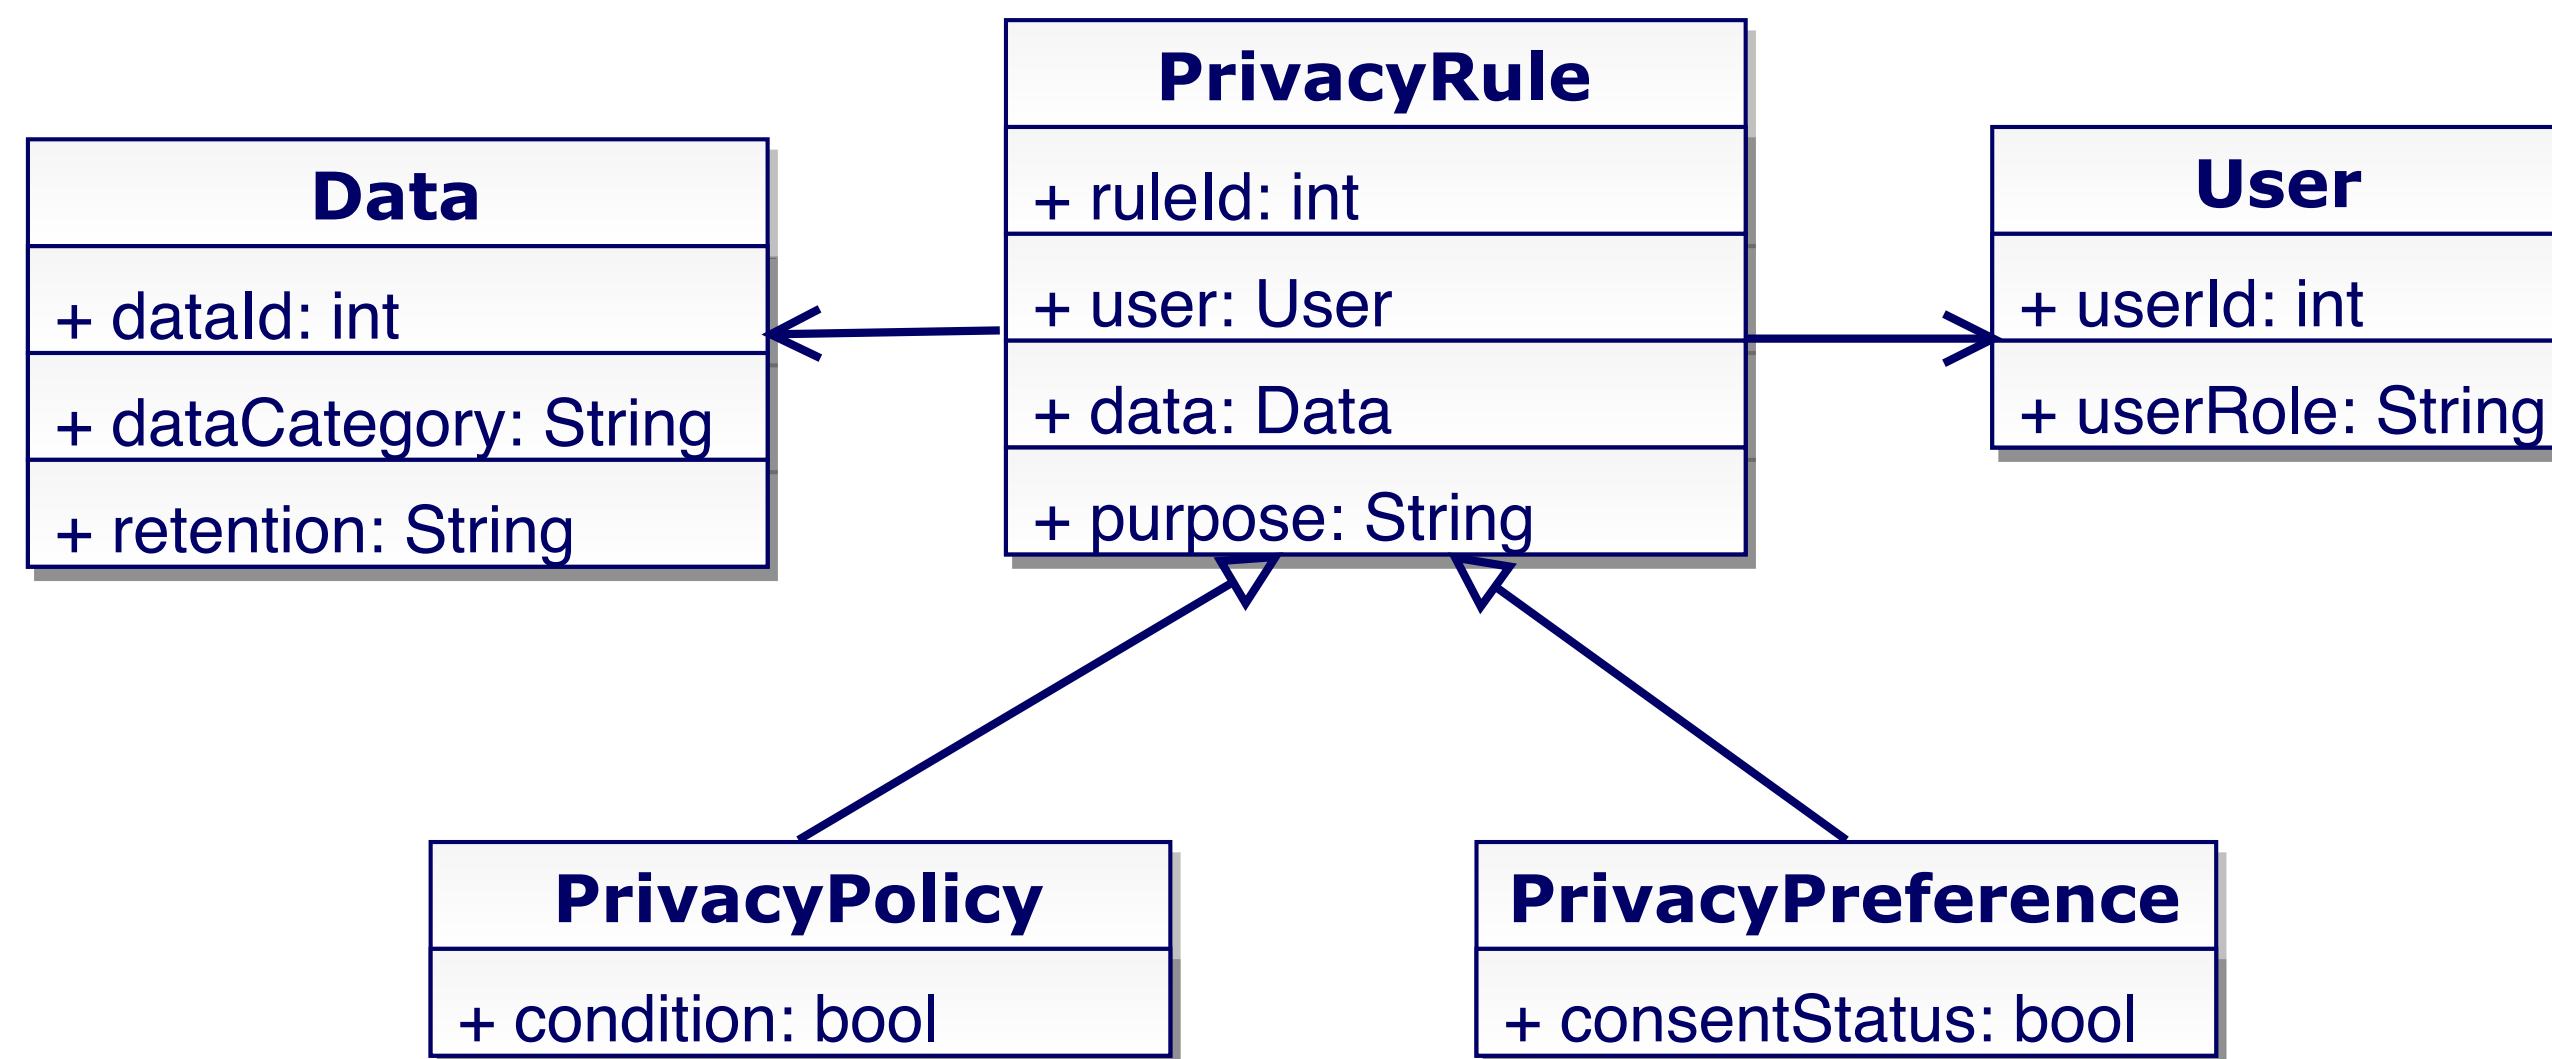 PrivacyRule
+ ruleId: int
+ user: User
+ data: Data
+ purpose: String
Data
+ dataId: int
+ dataCategory: String
+ retention: String
User
+ userId: int
+ userRole: String
PrivacyPolicy
+ condition: bool
PrivacyPreference
+ consentStatus: bool